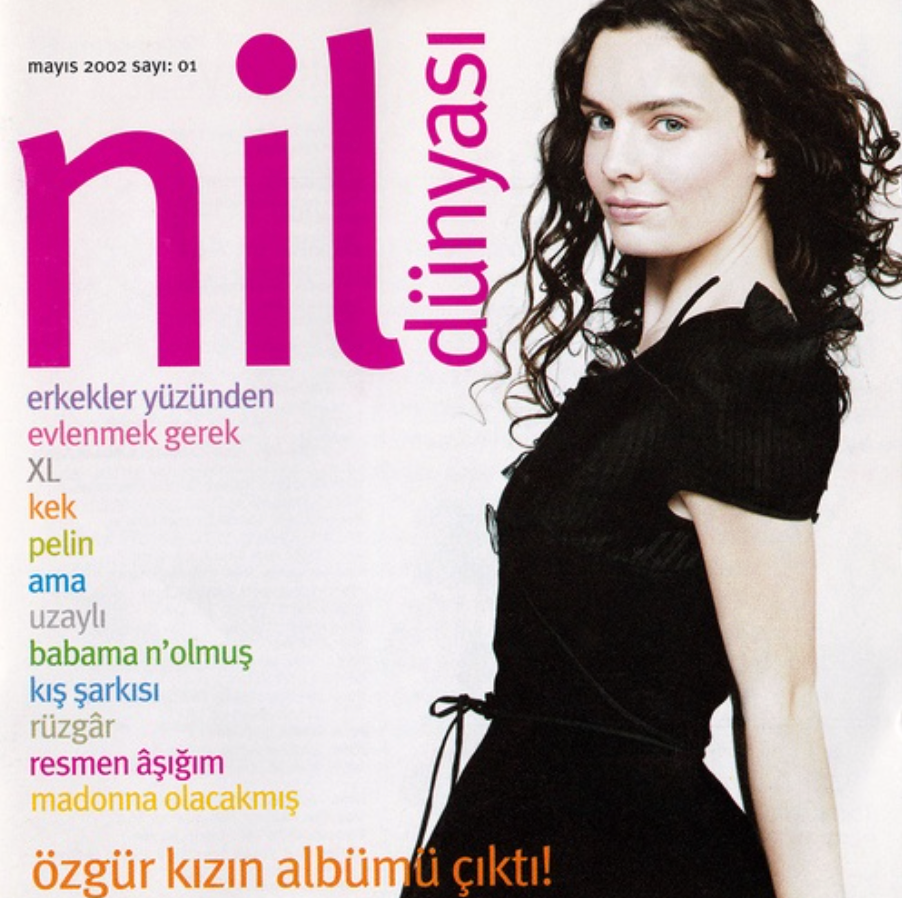 mayıs 2002 sayı: 01
nil
dünyası
erkekler yüzünden
evlenmek gerek
XL
kek
pelin
ama
uzaylı
babama n'olmuş
kış şarkısı
rüzgâr
resmen âşığım
madonna olacakmış
özgür kızın albümü çıktı!